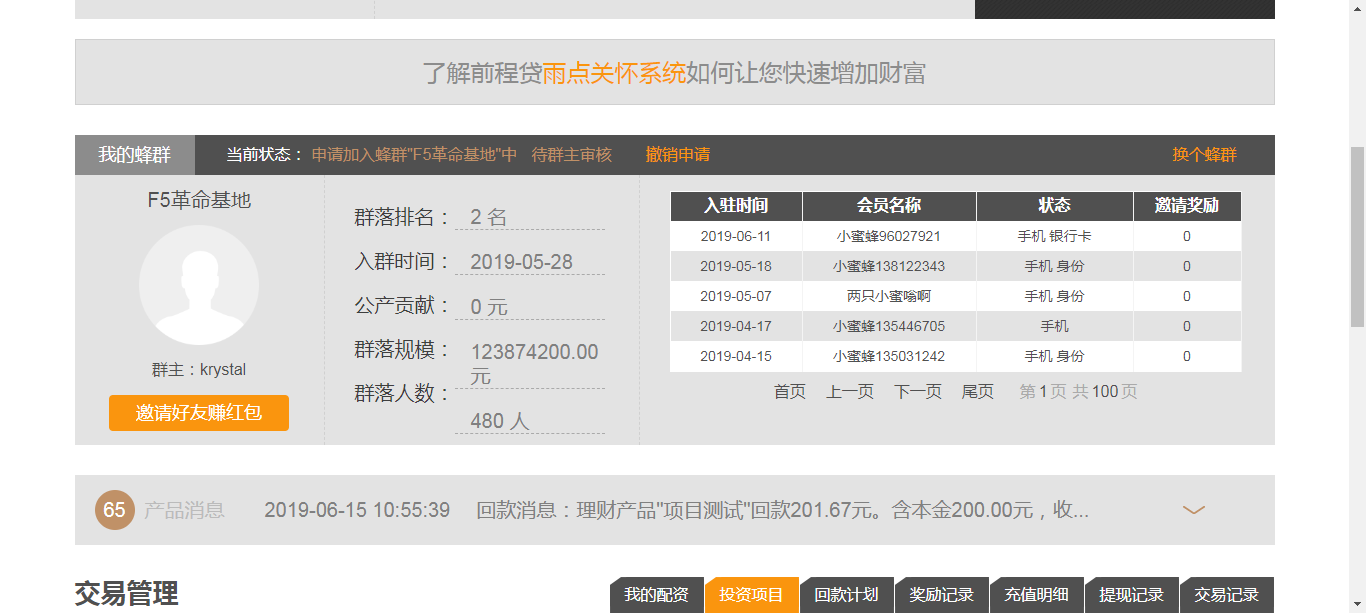 了解前程贷雨点关怀系统如何让您快速增加财富
我的蜂群 当前状态： 申请加入蜂群"F5革命基地"中 待群主审核 撤销申请 换个蜂群
F5革命基地
群主：krystal
邀请好友赚红包
群落排名： 2 名
入群时间： 2019-05-28
公产贡献： 0 元
群落规模： 123874200.00
元
群落人数： 480 人
入驻时间 会员名称 状态 邀请奖励
2019-06-11 小蜜蜂96027921 手机 银行卡 0
2019-05-18 小蜜蜂138122343 手机 身份 0
2019-05-07 两只小蜜嗡啊 手机 身份 0
2019-04-17 小蜜蜂135446705 手机 0
2019-04-15 小蜜蜂135031242 手机 身份 0
首页 上一页 下一页 尾页 第1页 共100页
65 产品消息 2019-06-15 10:55:39 回款消息：理财产品"项目测试"回款201.67元。含本金200.00元，收...
交易管理 我的配资 投资项目 回款计划 奖励记录 充值明细 提现记录 交易记录